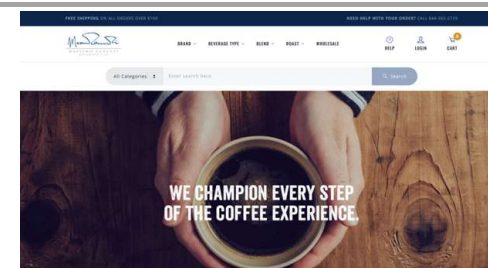 FREE SHIPPING ON ALL ORDERS OVER $100
NEED HELP WITH YOUR ORDER? CALL
BRAND
BEVERAGE TYPE
BLEND
ROAST
WHOLESALE
HELP
LOGIN
CART
All Categories
Enter search here
Search
WE CHAMPION EVERY STEP
OF THE COFFEE EXPERIENCE.